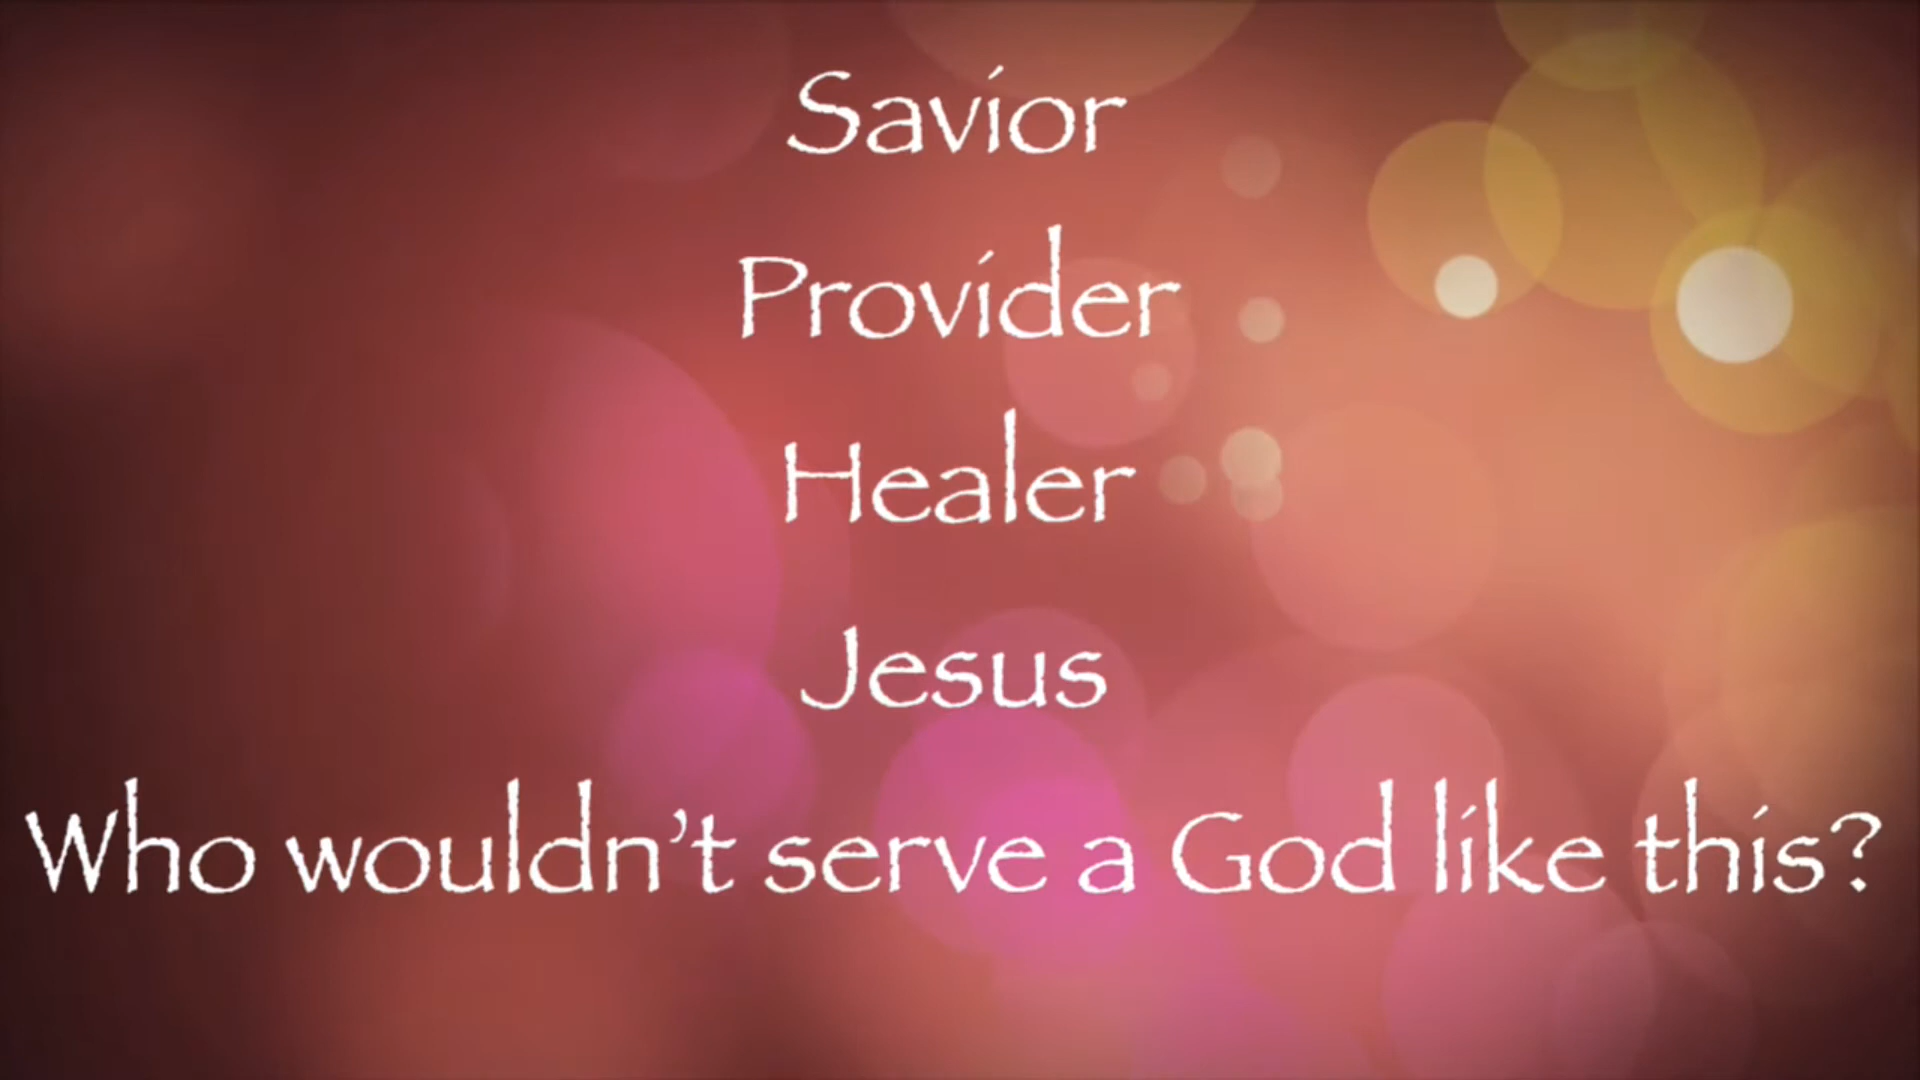 Savior
Provider
Healer
Jesus
Who wouldn't serve a God like this?